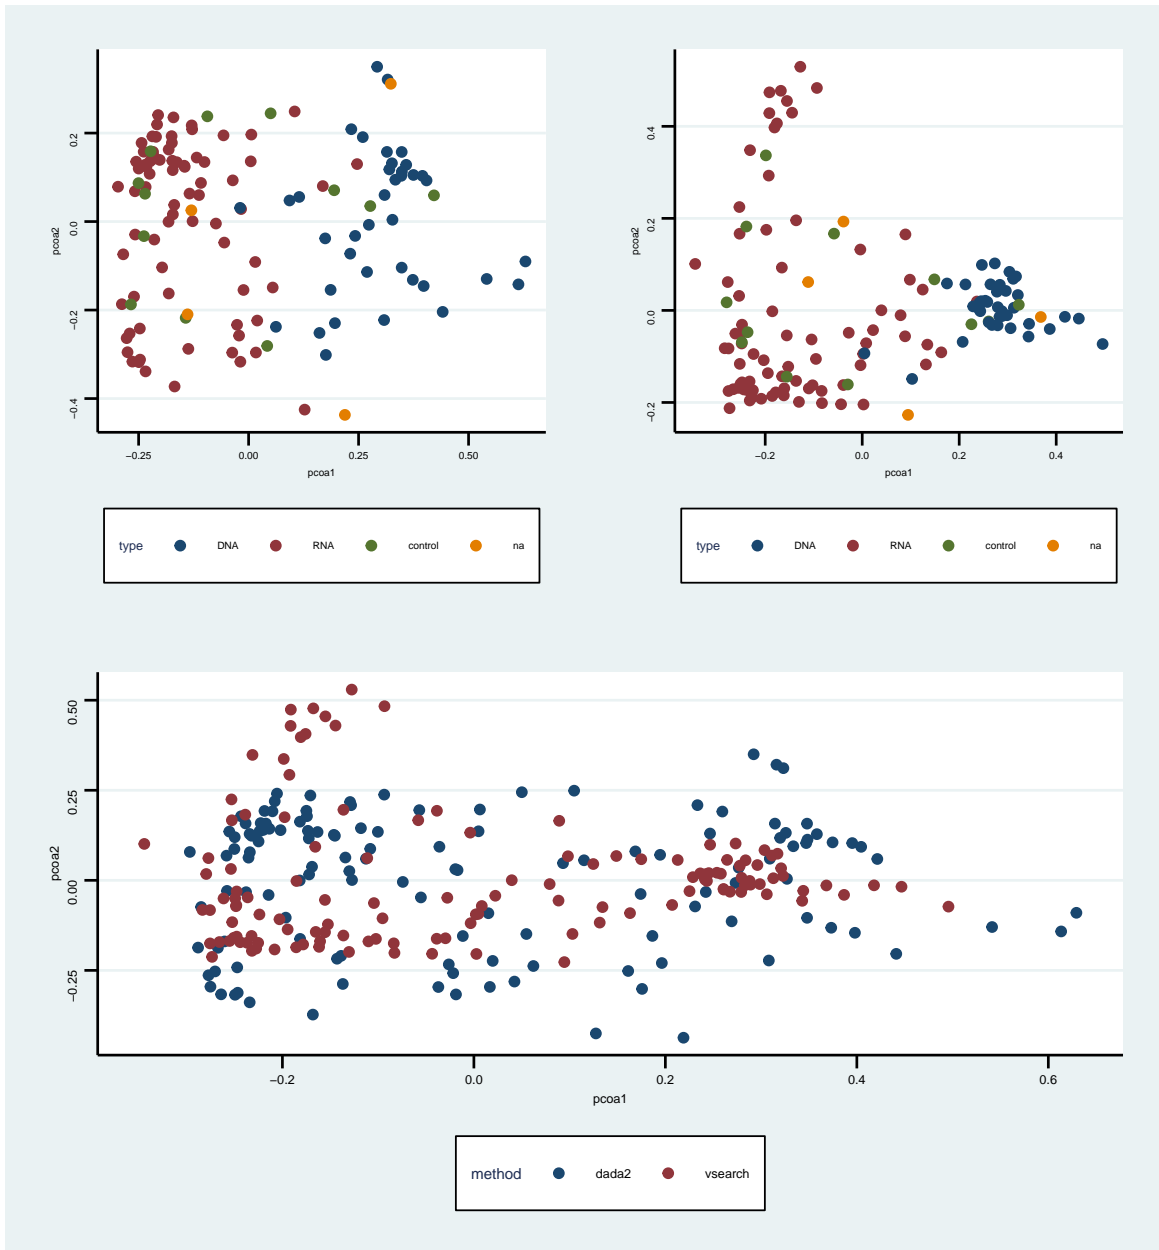 pcoa2
0.2
0.0
−0.2
−0.4
−0.25 0.00 0.25 0.50
pcoa1
type DNA RNA control na
pcoa2
0.4
0.2
0.0
−0.2
−0.2 0.0 0.2 0.4
pcoa1
type DNA RNA control na
pcoa2
0.50
0.25
0.00
−0.25
−0.2 0.0 0.2 0.4 0.6
pcoa1
method dada2 vsearch